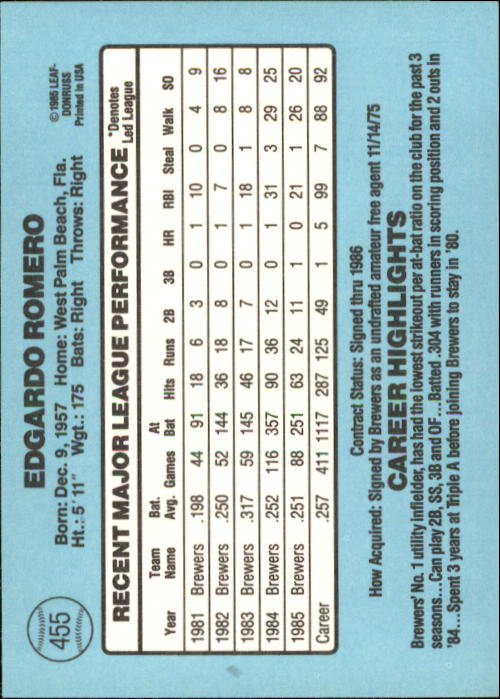 455
EDGARDO ROMERO
Born: Dec. 9, 1957 Home: West Palm Beach, Fla.
Ht.: 5' 11" Wgt.: 175 Bats: Right Throws: Right
©1985 LEAF-
DONRUSS
Printed in USA
RECENT MAJOR LEAGUE PERFORMANCE *Denotes
Led League
Team Bat. At
Year Name Avg. Games Bat Hits Runs 2B 3B HR RBI Steal Walk SO
1981 Brewers .198 44 91 18 6 3 0 1 10 0 4 9
1982 Brewers .250 52 144 36 18 8 0 1 7 0 8 16
1983 Brewers .317 59 145 46 17 7 0 1 18 1 8 8
1984 Brewers .252 116 357 90 36 12 0 1 31 3 29 25
1985 Brewers .251 88 251 63 24 11 1 0 21 1 26 20
Career .257 411 1117 287 125 49 1 5 99 7 88 92
Contract Status: Signed thru 1986
How Acquired: Signed by Brewers as an undrafted amateur free agent 11/14/75
CAREER HIGHLIGHTS
Brewers' No. 1 utility infielder, has had the lowest strikeout per at-bat ratio on the club for the past 3
seasons...Can play 2B, SS, 3B and OF...Batted .304 with runners in scoring position and 2 outs in
'84...Spent 3 years at Triple A before joining Brewers to stay in '80.